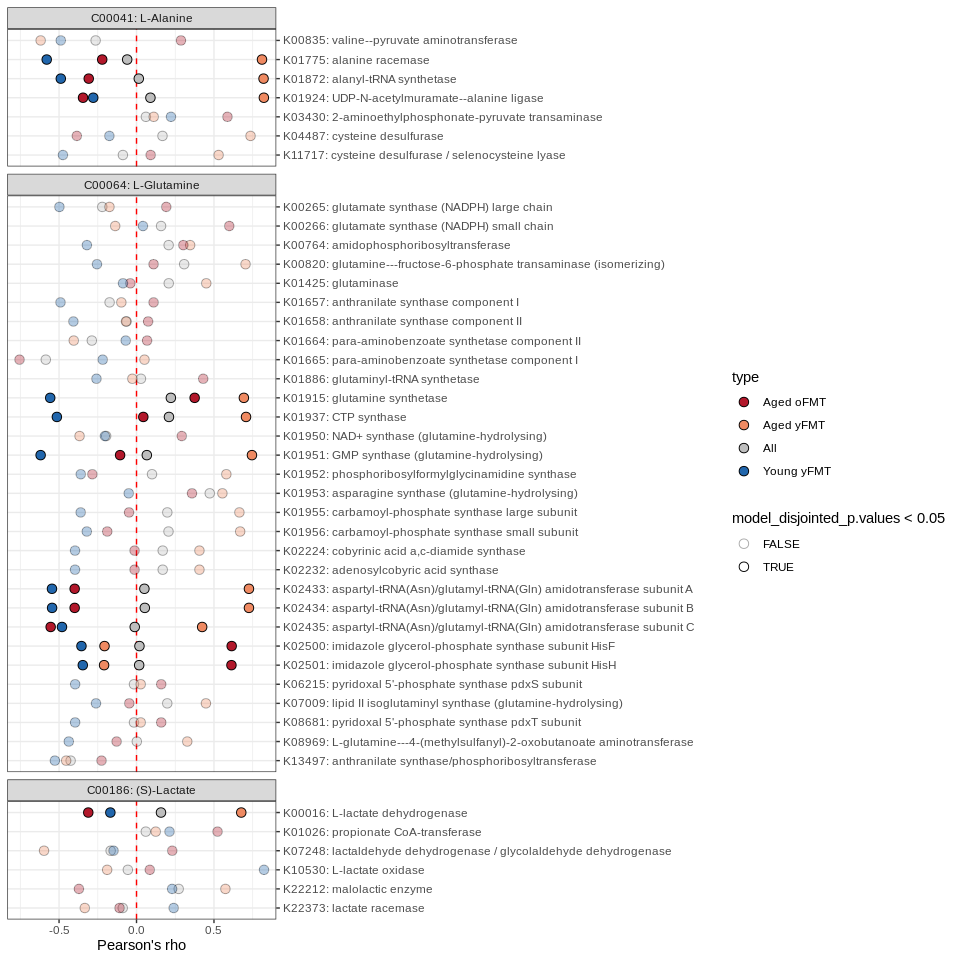 C00041: L-Alanine
K00835: valine--pyruvate aminotransferase
K01775: alanine racemase
K01872: alanyl-tRNA synthetase
K01924: UDP-N-acetylmuramate--alanine ligase
K03430: 2-aminoethylphosphonate-pyruvate transaminase
K04487: cysteine desulfurase
K11717: cysteine desulfurase / selenocysteine lyase
C00064: L-Glutamine
K00265: glutamate synthase (NADPH) large chain
K00266: glutamate synthase (NADPH) small chain
K00764: amidophosphoribosyltransferase
K00820: glutamine---fructose-6-phosphate transaminase (isomerizing)
K01425: glutaminase
K01657: anthranilate synthase component I
K01658: anthranilate synthase component II
K01664: para-aminobenzoate synthetase component II
K01665: para-aminobenzoate synthetase component I
K01886: glutaminyl-tRNA synthetase
K01915: glutamine synthetase
K01937: CTP synthase
K01950: NAD+ synthase (glutamine-hydrolysing)
K01951: GMP synthase (glutamine-hydrolysing)
K01952: phosphoribosylformylglycinamidine synthase
K01953: asparagine synthase (glutamine-hydrolysing)
K01955: carbamoyl-phosphate synthase large subunit
K01956: carbamoyl-phosphate synthase small subunit
K02224: cobyrinic acid a,c-diamide synthase
K02232: adenosylcobyric acid synthase
K02433: aspartyl-tRNA(Asn)/glutamyl-tRNA(Gln) amidotransferase subunit A
K02434: aspartyl-tRNA(Asn)/glutamyl-tRNA(Gln) amidotransferase subunit B
K02435: aspartyl-tRNA(Asn)/glutamyl-tRNA(Gln) amidotransferase subunit C
K02500: imidazole glycerol-phosphate synthase subunit HisF
K02501: imidazole glycerol-phosphate synthase subunit HisH
K06215: pyridoxal 5'-phosphate synthase pdxS subunit
K07009: lipid II isoglutaminyl synthase (glutamine-hydrolysing)
K08681: pyridoxal 5'-phosphate synthase pdxT subunit
K08969: L-glutamine---4-(methylsulfanyl)-2-oxobutanoate aminotransferase
K13497: anthranilate synthase/phosphoribosyltransferase
C00186: (S)-Lactate
K00016: L-lactate dehydrogenase
K01026: propionate CoA-transferase
K07248: lactaldehyde dehydrogenase / glycolaldehyde dehydrogenase
K10530: L-lactate oxidase
K22212: malolactic enzyme
K22373: lactate racemase
-0.5 0.0 0.5
Pearson's rho
type
Aged oFMT
Aged yFMT
All
Young yFMT
model_disjointed_p.values < 0.05
FALSE
TRUE